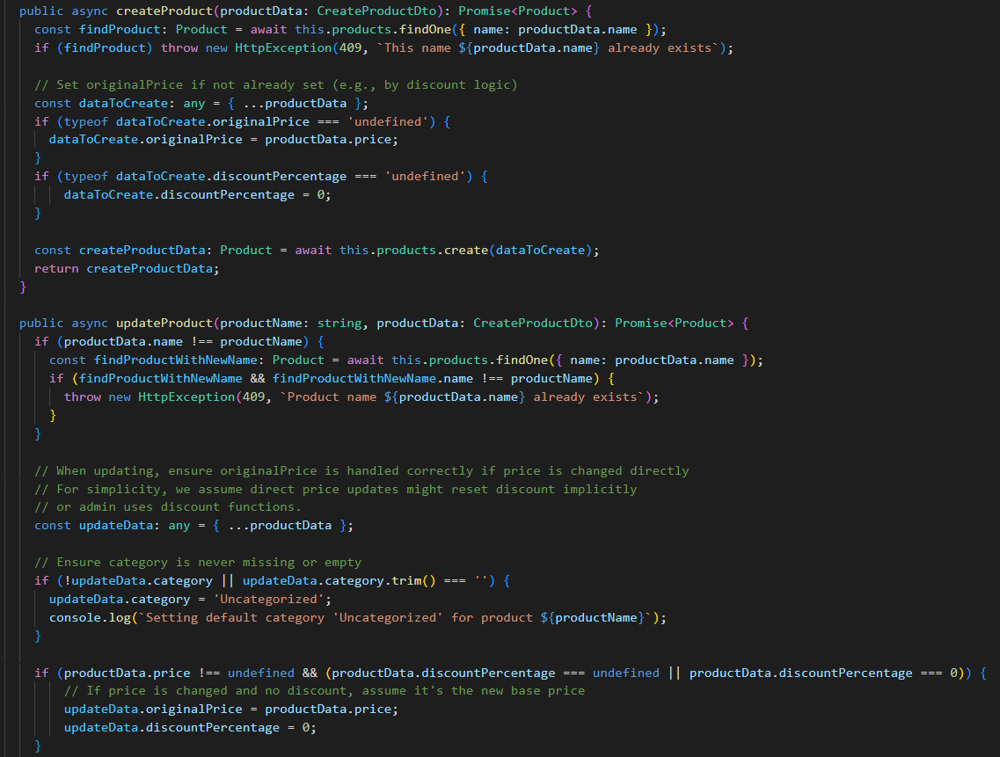 public async createProduct(productData: CreateProductDto): Promise<Product> {
  const findProduct: Product = await this.products.findOne({ name: productData.name });
  if (findProduct) throw new HttpException(409, `This name ${productData.name} already exists`);

  // Set originalPrice if not already set (e.g., by discount logic)
  const dataToCreate: any = { ...productData };
  if (typeof dataToCreate.originalPrice === 'undefined') {
    dataToCreate.originalPrice = productData.price;
  }
  if (typeof dataToCreate.discountPercentage === 'undefined') {
      dataToCreate.discountPercentage = 0;
  }

  const createProductData: Product = await this.products.create(dataToCreate);
  return createProductData;
}

public async updateProduct(productName: string, productData: CreateProductDto): Promise<Product> {
  if (productData.name !== productName) {
    const findProductWithNewName: Product = await this.products.findOne({ name: productData.name });
    if (findProductWithNewName && findProductWithNewName.name !== productName) {
      throw new HttpException(409, `Product name ${productData.name} already exists`);
    }
  }

  // When updating, ensure originalPrice is handled correctly if price is changed directly
  // For simplicity, we assume direct price updates might reset discount implicitly
  // or admin uses discount functions.
  const updateData: any = { ...productData };

  // Ensure category is never missing or empty
  if (!updateData.category || updateData.category.trim() === '') {
    updateData.category = 'Uncategorized';
    console.log(`Setting default category 'Uncategorized' for product ${productName}`);
  }

  if (productData.price !== undefined && (productData.discountPercentage === undefined || productData.discountPercentage === 0)) {
      // If price is changed and no discount, assume it's the new base price
      updateData.originalPrice = productData.price;
      updateData.discountPercentage = 0;
  }